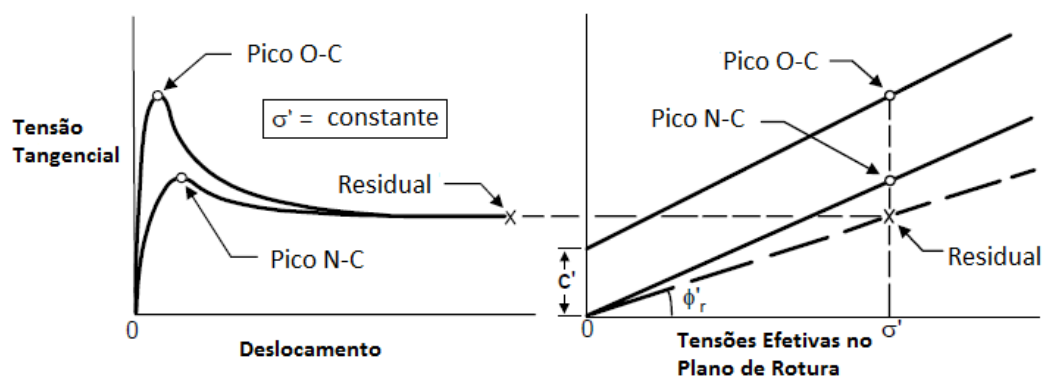 Pico O-C
Tensão
Tangencial
σ' = constante
Residual
Pico N-C
0
Deslocamento
Pico O-C
Pico N-C
Residual
C'
ϕ'r
0
σ'
Tensões Efetivas no
Plano de Rotura